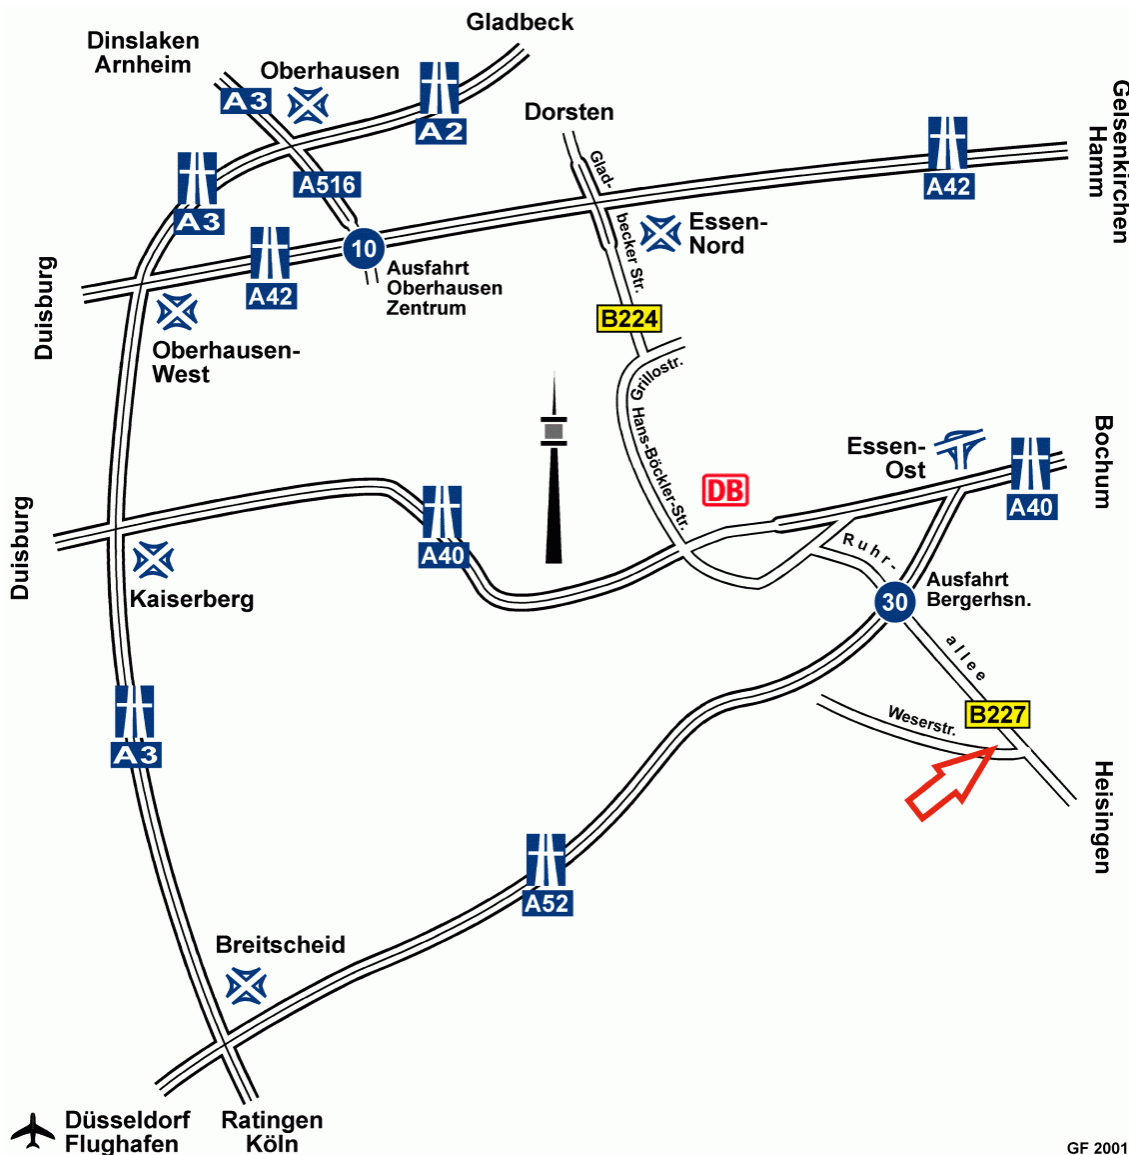 Gladbeck
Dinslaken
Arnheim
Oberhausen
A3
A2
Dorsten
Gelsenkirchen
Hamm
A516
A3
Glad-
becker Str.
A42
Essen-
Nord
10
Ausfahrt
Oberhausen
Zentrum
A42
Duisburg
Oberhausen-
West
B224
Grillostr.
Hans-Böckler-Str.
Essen-
Ost
Bochum
DB
A40
Duisburg
A40
Kaiserberg
Ruhr-
allee
30
Ausfahrt
Bergerhsn.
Weserstr.
B227
A3
Heisingen
A52
Breitscheid
Düsseldorf
Flughafen
Ratingen
Köln
GF 2001